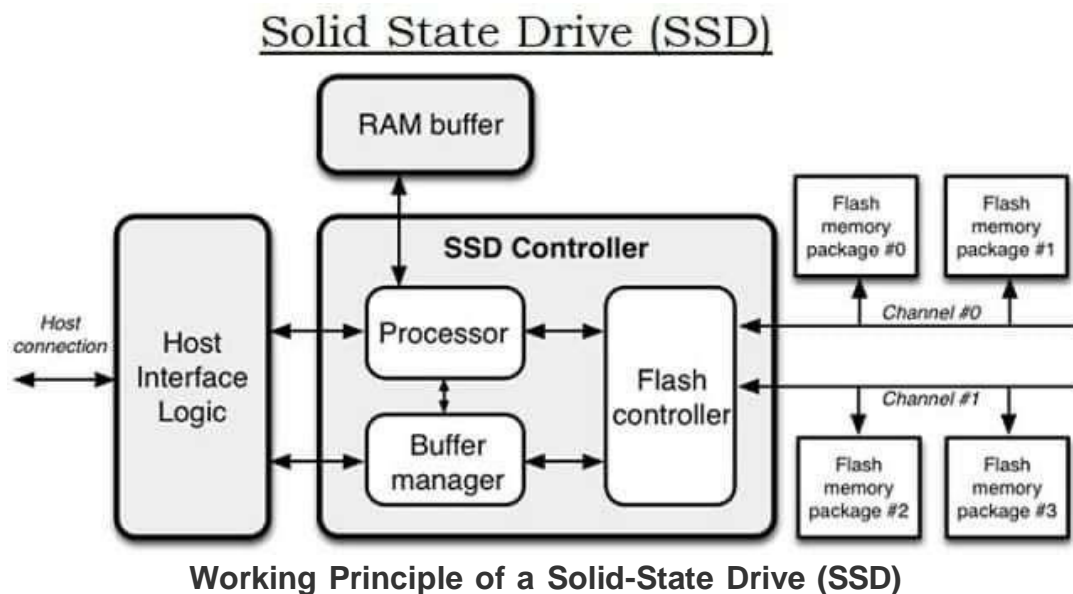 Solid State Drive (SSD)
RAM buffer
Host
connection
Host
Interface
Logic
SSD Controller
Processor
Buffer
manager
Flash
controller
Flash
memory
package #0
Flash
memory
package #1
Channel #0
Channel #1
Flash
memory
package #2
Flash
memory
package #3
Working Principle of a Solid-State Drive (SSD)